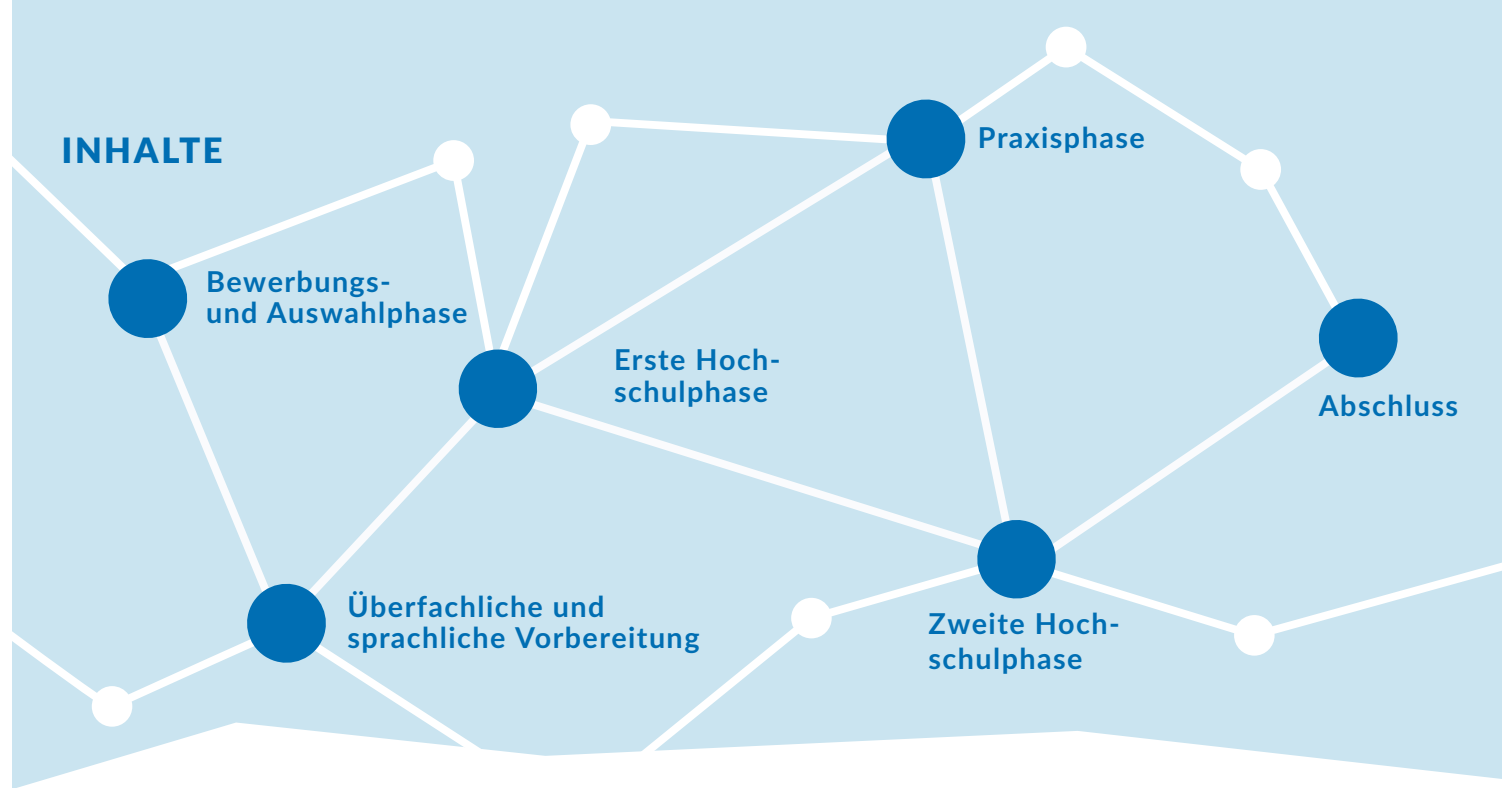 INHALTE
Bewerbungs-
und Auswahlphase
Überfachliche und
sprachliche Vorbereitung
Erste Hoch-
schulphase
Praxisphase
Zweite Hoch-
schulphase
Abschluss